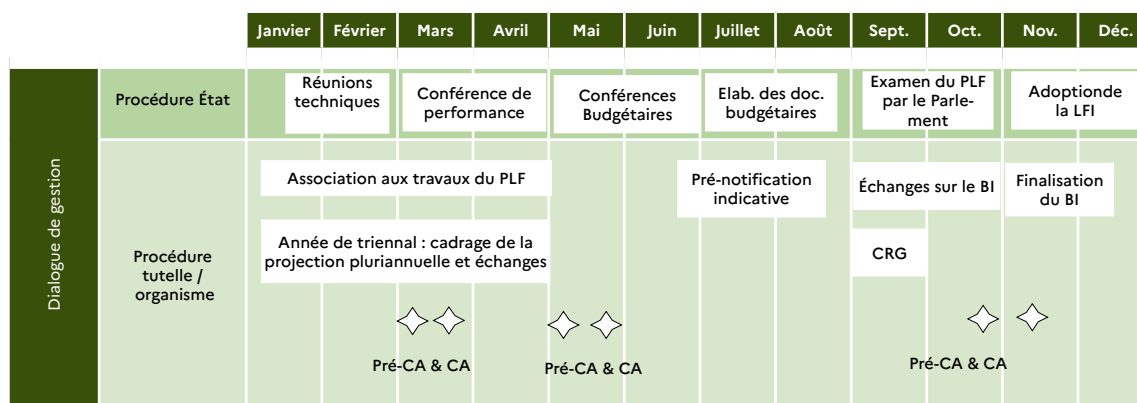 Janvier Février Mars Avril Mai Juin Juillet Août Sept. Oct. Nov. Déc.
Dialogue de gestion
Procédure État
Réunions
techniques
Conférence de
performance
Conférences
Budgétaires
Elab. des doc.
budgétaires
Examen du PLF
par le Parle-
ment
Adoptionde
la LFI
Procédure
tutelle /
organisme
Association aux travaux du PLF
Pré-notification
indicative
Échanges sur le BI
Finalisation
du BI
Année de triennal : cadrage de la
projection pluriannuelle et échanges
CRG
Pré-CA & CA
Pré-CA & CA
Pré-CA & CA